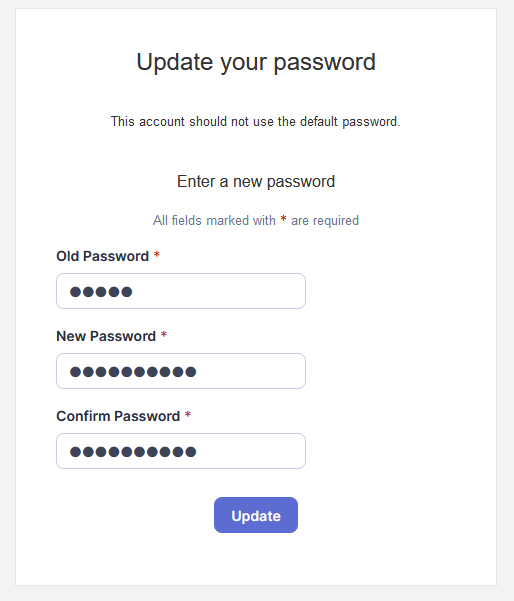 Update your password
This account should not use the default password.
Enter a new password
All fields marked with * are required
Old Password *
●●●●●
New Password *
●●●●●●●●●●
Confirm Password *
●●●●●●●●●●
Update